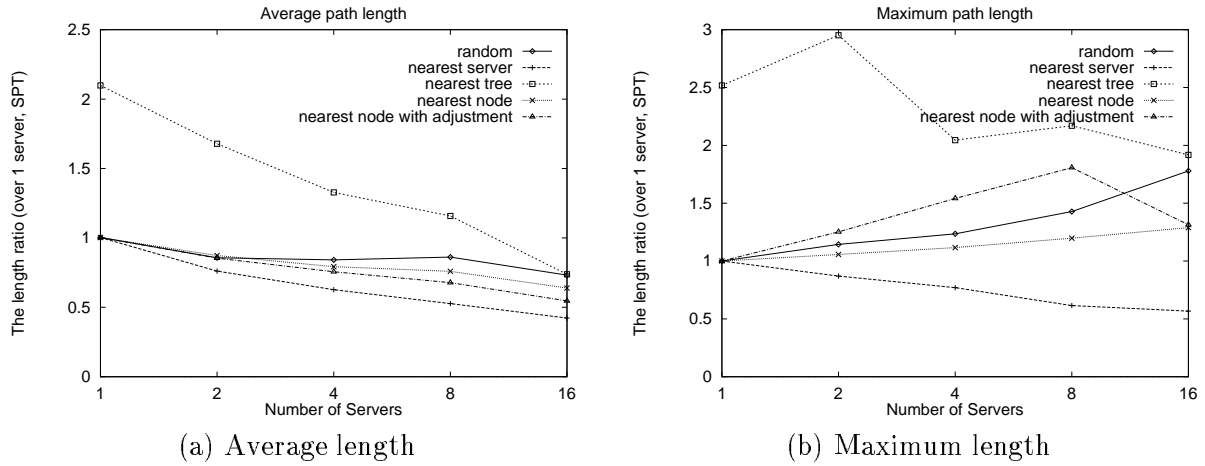 Average path length
2.5
2
1.5
1
0.5
0
The length ratio (over 1 server, SPT)
random
nearest server
nearest tree
nearest node
nearest node with adjustment
1
2
4
8
16
Number of Servers
(a) Average length
Maximum path length
3
2.5
2
1.5
1
0.5
0
The length ratio (over 1 server, SPT)
random
nearest server
nearest tree
nearest node
nearest node with adjustment
1
2
4
8
16
Number of Servers
(b) Maximum length